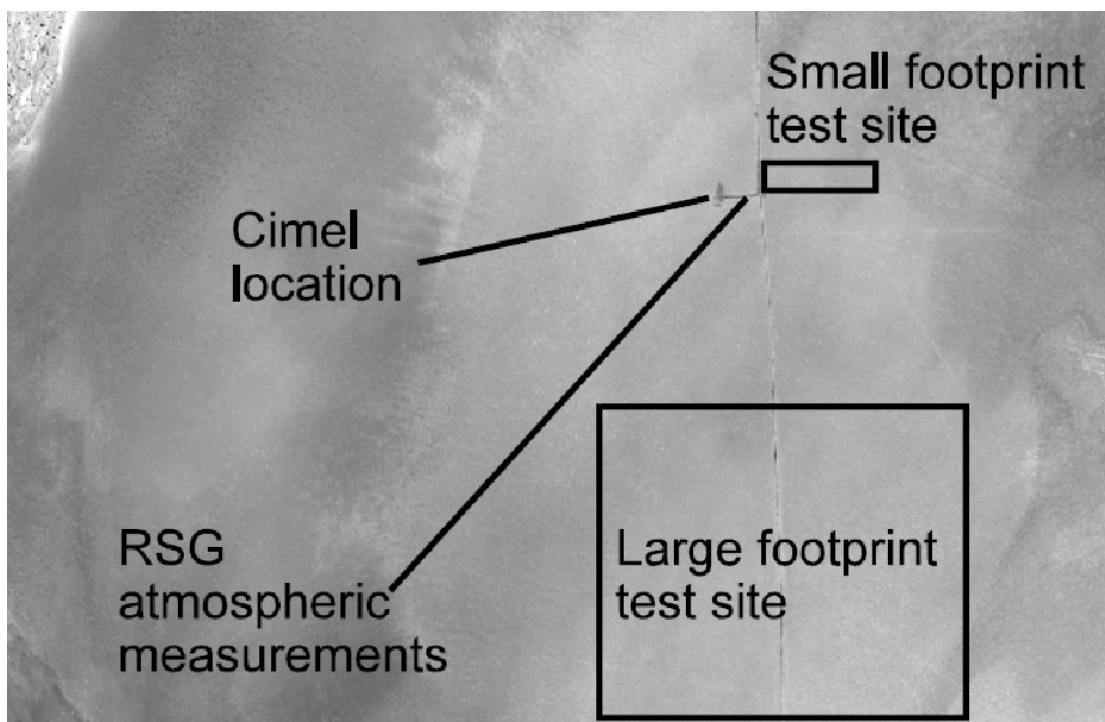 Small footprint
test site
Cimel
location
RSG
atmospheric
measurements
Large footprint
test site